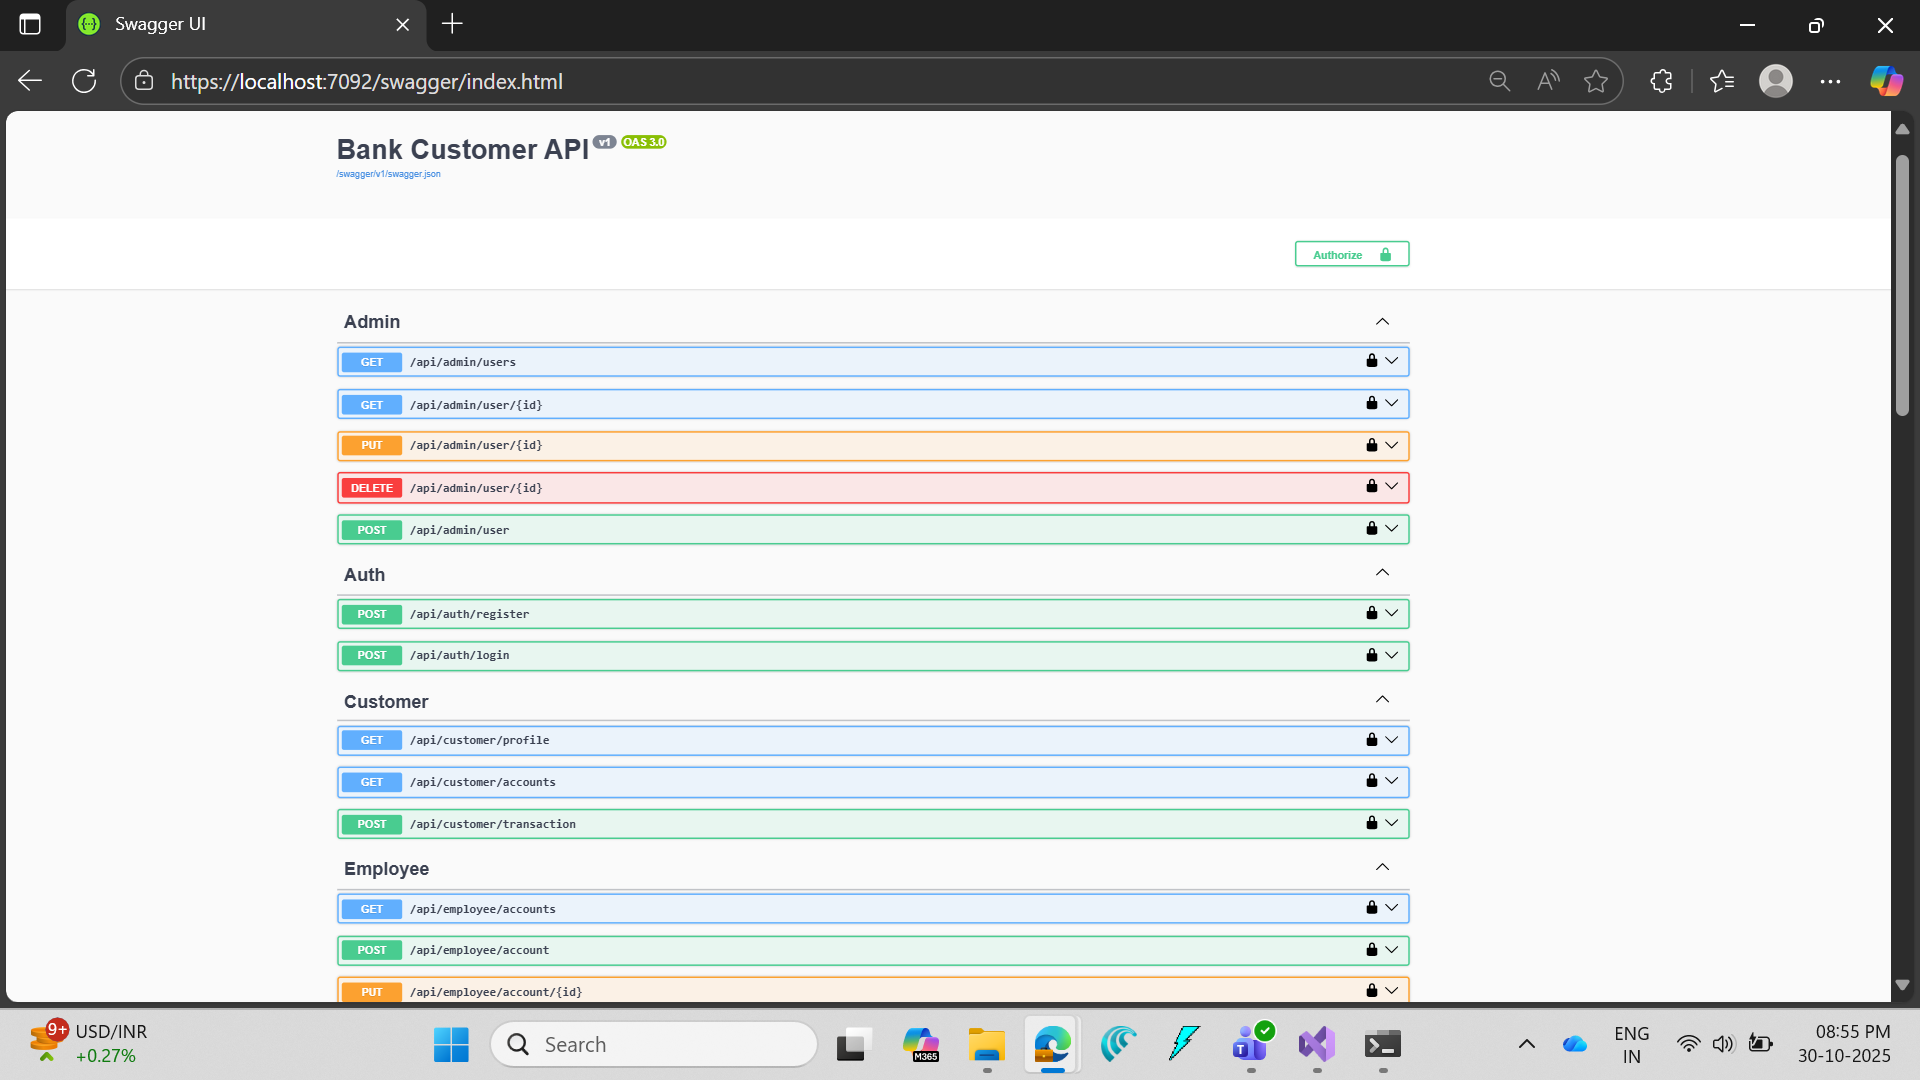 Swagger UI
https://localhost:7092/swagger/index.html
Bank Customer API v1 OAS 3.0
/swagger/v1/swagger.json
Authorize
Admin
GET /api/admin/users
GET /api/admin/user/{id}
PUT /api/admin/user/{id}
DELETE /api/admin/user/{id}
POST /api/admin/user
Auth
POST /api/auth/register
POST /api/auth/login
Customer
GET /api/customer/profile
GET /api/customer/accounts
POST /api/customer/transaction
Employee
GET /api/employee/accounts
POST /api/employee/account
PUT /api/employee/account/{id}
9+ USD/INR
+0.27%
Search
M365
T
ENG
IN
08:55 PM
30-10-2025